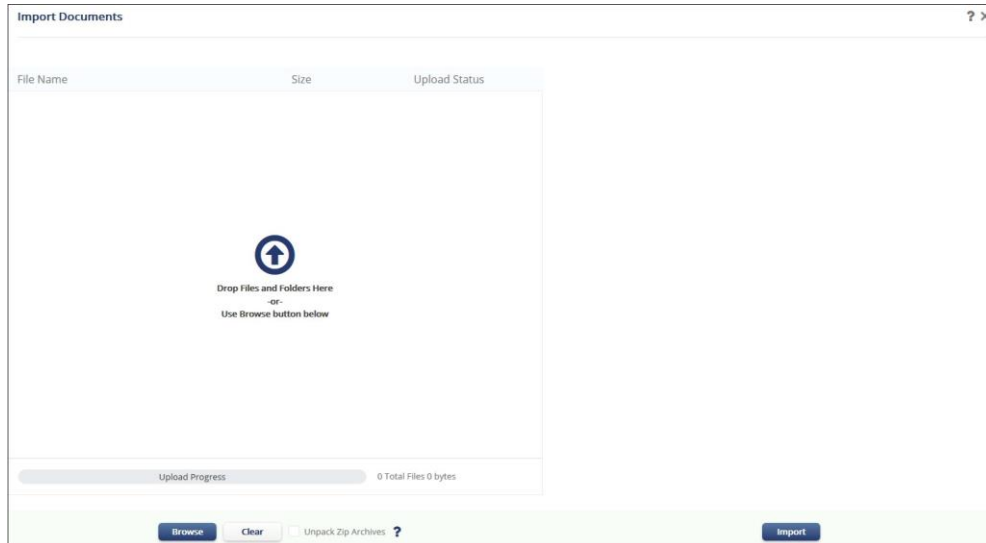 Import Documents ? X
File Name Size Upload Status
Drop Files and Folders Here
-or-
Use Browse button below
Upload Progress 0 Total Files 0 bytes
Browse Clear Unpack Zip Archives ? Import